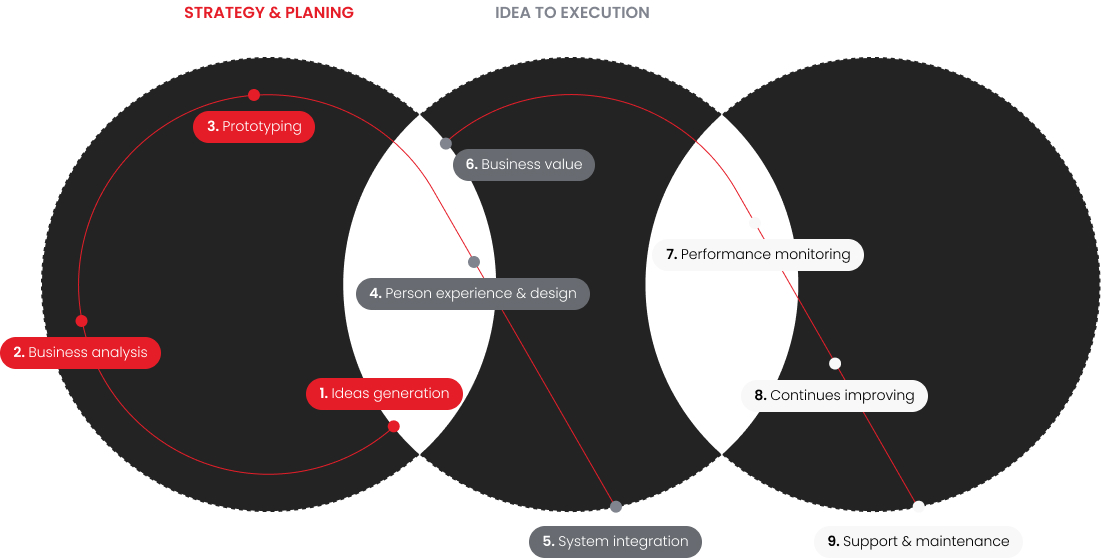 STRATEGY & PLANING
IDEA TO EXECUTION
3. Prototyping
6. Business value
7. Performance monitoring
4. Person experience & design
2. Business analysis
1. Ideas generation
8. Continues improving
5. System integration
9. Support & maintenance